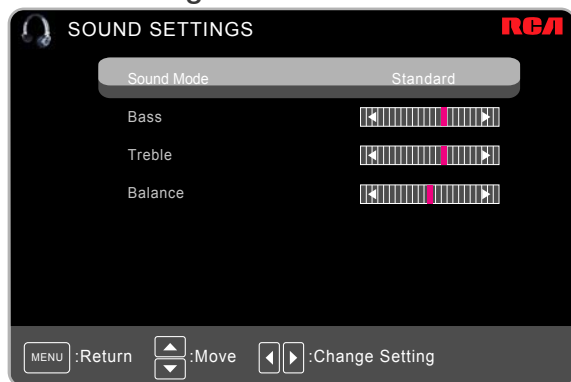 SOUND SETTINGS RCA
Sound Mode Standard
Bass
Treble
Balance
MENU :Return :Move :Change Setting